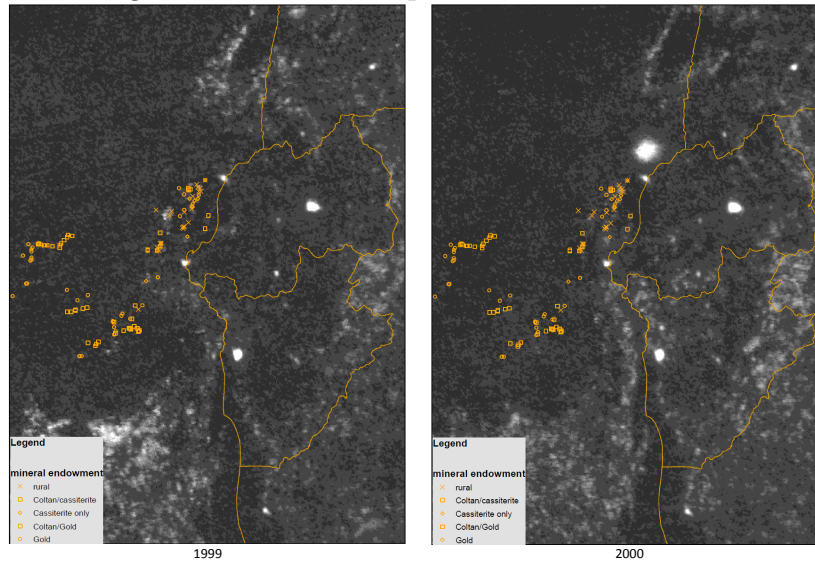 Legend
mineral endowment
rural
Coltan/cassiterite
Cassiterite only
Coltan/Gold
Gold
1999
Legend
mineral endowment
rural
Coltan/cassiterite
Cassiterite only
Coltan/Gold
Gold
2000